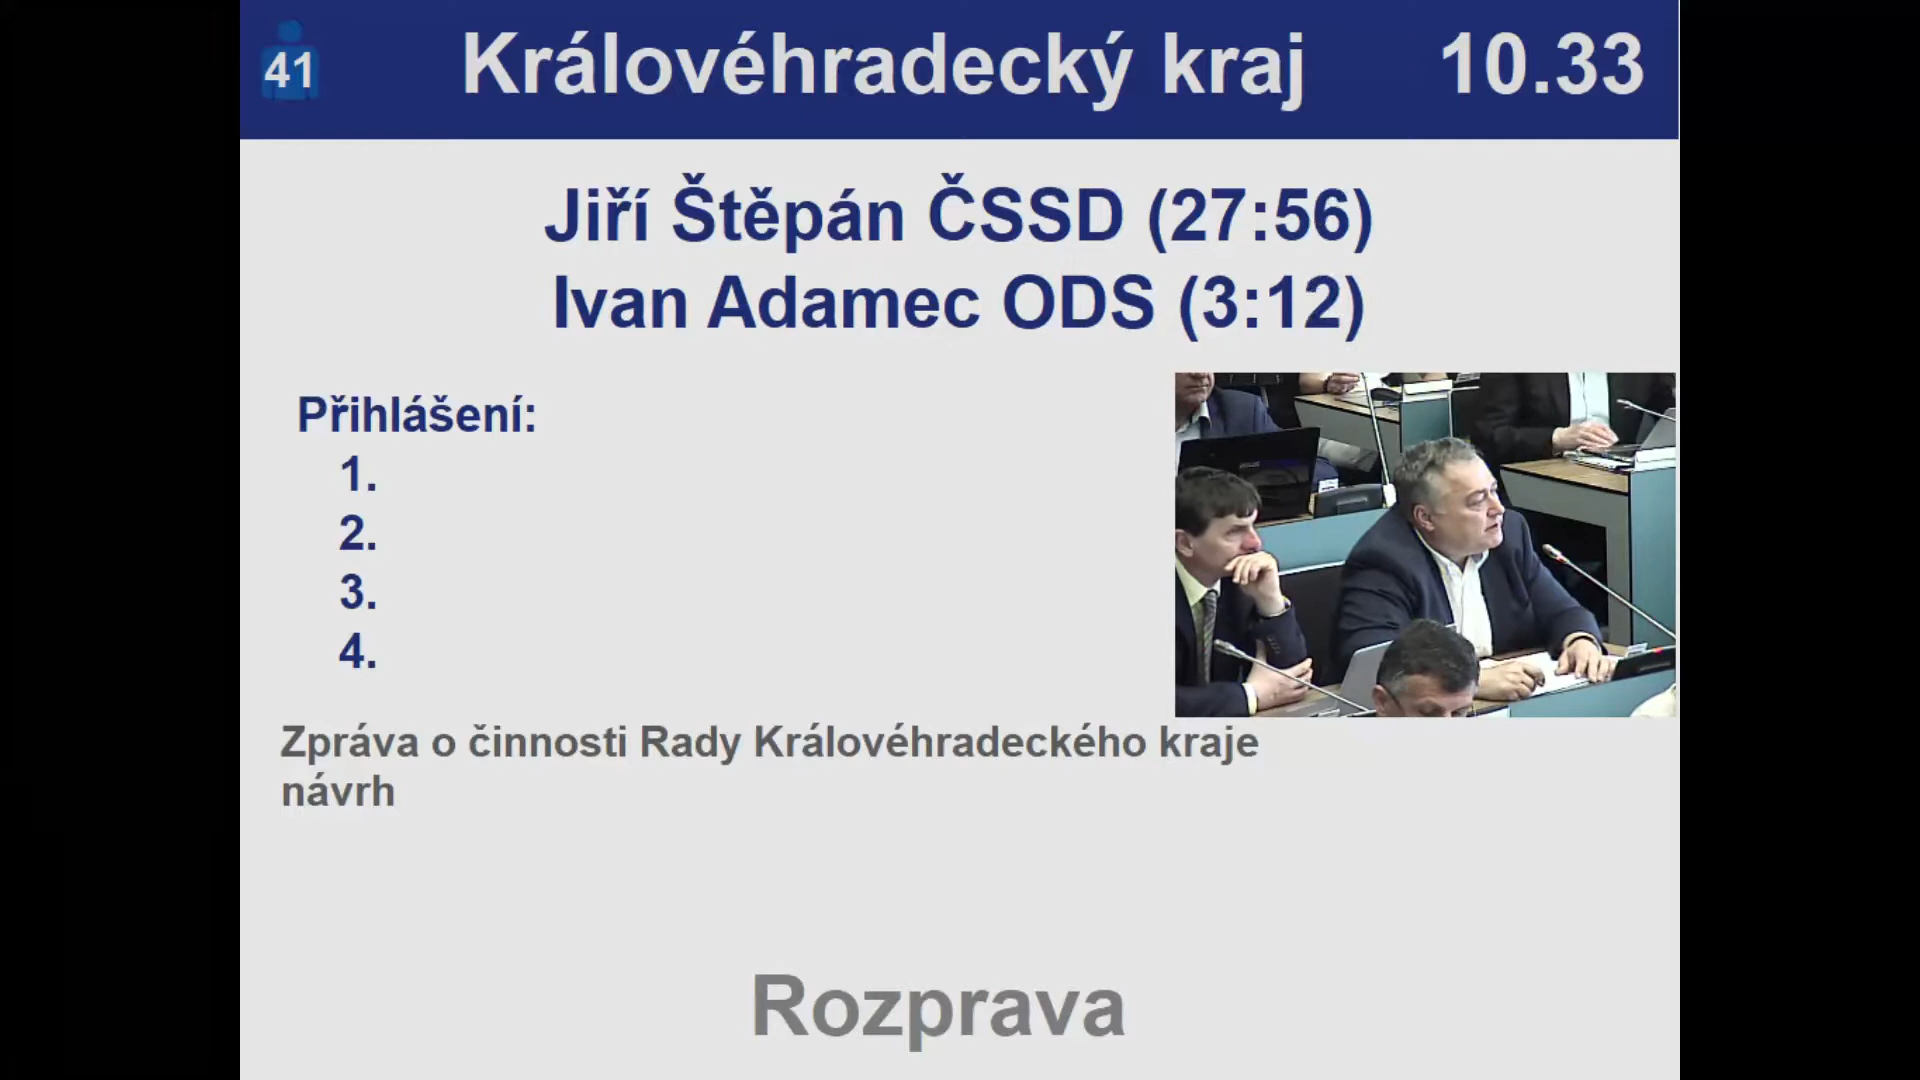 41
Královéhradecký kraj
10.33
Jiří Štěpán ČSSD (27:56)
Ivan Adamec ODS (3:12)
Přihlášení:
1.
2.
3.
4.
Zpráva o činnosti Rady Královéhradeckého kraje
návrh
Rozprava